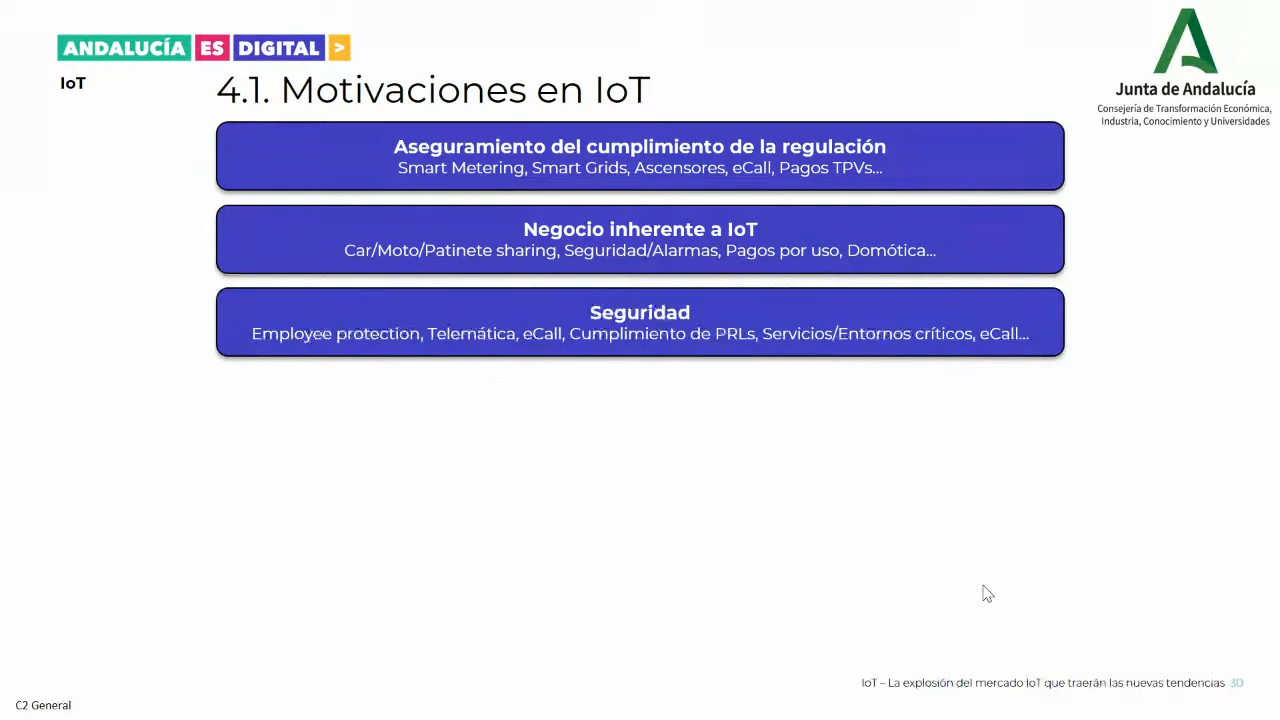 ANDALUCÍA ES DIGITAL >
IoT
4.1. Motivaciones en IoT
Junta de Andalucía
Consejería de Transformación Económica,
Industria, Conocimiento y Universidades
Aseguramiento del cumplimiento de la regulación
Smart Metering, Smart Grids, Ascensores, eCall, Pagos TPVs...
Negocio inherente a IoT
Car/Moto/Patinete sharing, Seguridad/Alarmas, Pagos por uso, Domótica...
Seguridad
Employee protection, Telemática, eCall, Cumplimiento de PRLs, Servicios/Entornos críticos, eCall...
IoT – La explosión del mercado IoT que traerán las nuevas tendencias 30
C2 General